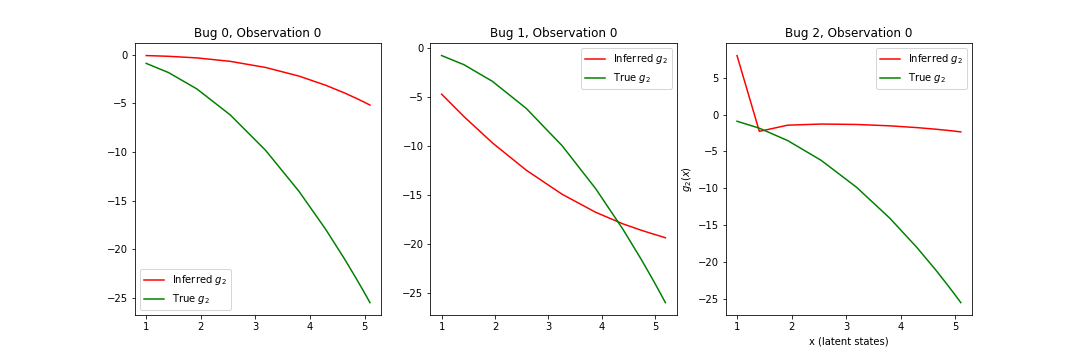 Bug 0, Observation 0
0
−5
−10
−15
−20
−25
1 2 3 4 5
Inferred g₂
True g₂
Bug 1, Observation 0
0
−5
−10
−15
−20
−25
1 2 3 4 5
Inferred g₂
True g₂
Bug 2, Observation 0
g₂(x)
5
0
−5
−10
−15
−20
−25
1 2 3 4 5
x (latent states)
Inferred g₂
True g₂